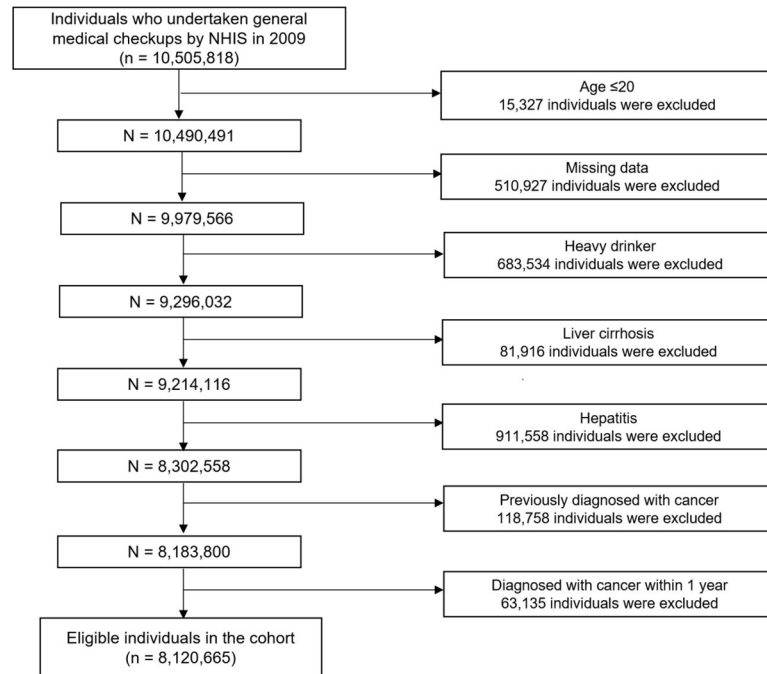 Individuals who undertaken general
medical checkups by NHIS in 2009
(n = 10,505,818)
Age ≤20
15,327 individuals were excluded
N = 10,490,491
Missing data
510,927 individuals were excluded
N = 9,979,566
Heavy drinker
683,534 individuals were excluded
N = 9,296,032
Liver cirrhosis
81,916 individuals were excluded
N = 9,214,116
Hepatitis
911,558 individuals were excluded
N = 8,302,558
Previously diagnosed with cancer
118,758 individuals were excluded
N = 8,183,800
Diagnosed with cancer within 1 year
63,135 individuals were excluded
Eligible individuals in the cohort
(n = 8,120,665)